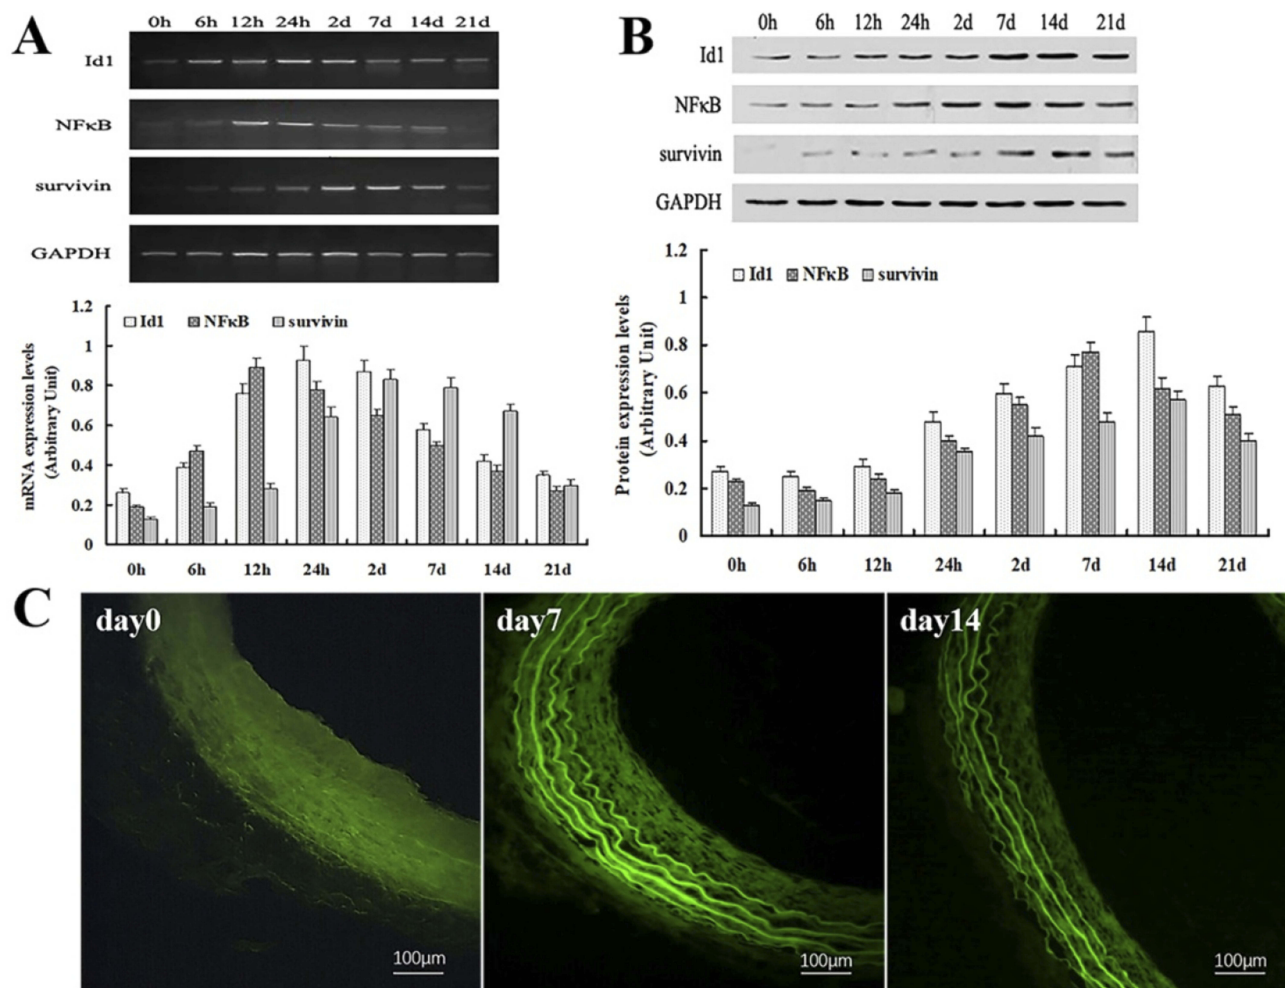 A
0h 6h 12h 24h 2d 7d 14d 21d
Id1
NFκB
survivin
GAPDH
1.2
1
0.8
0.6
0.4
0.2
0
mRNA expression levels
(Arbitrary Unit)
Id1 NFκB survivin
0h 6h 12h 24h 2d 7d 14d 21d
B
0h 6h 12h 24h 2d 7d 14d 21d
Id1
NFκB
survivin
GAPDH
1.2
1
0.8
0.6
0.4
0.2
0
Protein expression levels
(Arbitrary Unit)
Id1 NFκB survivin
0h 6h 12h 24h 2d 7d 14d 21d
C
day0
100μm
day7
100μm
day14
100μm